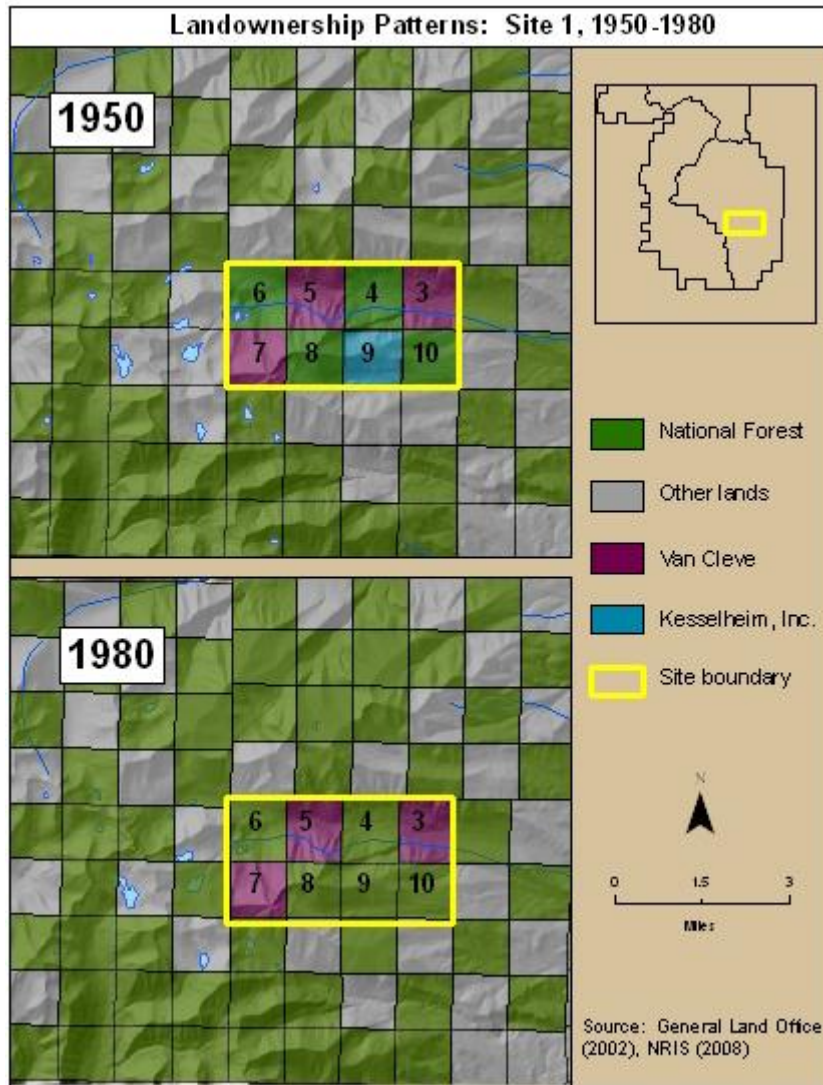 Landownership Patterns: Site 1, 1950-1980
1950
6 5 4 3
7 8 9 10
1980
6 5 4 3
7 8 9 10
National Forest
Other lands
Van Cleve
Kesselheim, Inc.
Site boundary
N
0 1.5 3
Miles
Source: General Land Office
(2002), NRIS (2008)